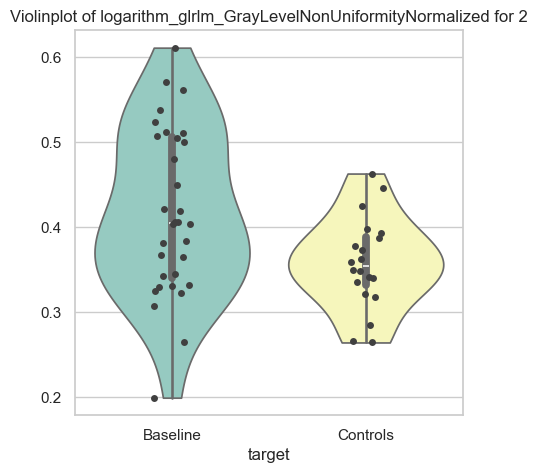 Violinplot of logarithm_glrlm_GrayLevelNonUniformityNormalized for 2
0.6
0.5
0.4
0.3
0.2
Baseline
Controls
target